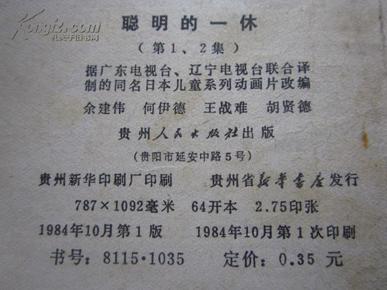 聪明的一休
(第1、2集)
据广东电视台、辽宁电视台联合译
制的同名日本儿童系列动画片改编
余建伟 何伊德 王战难 胡贤德
贵州人民出版社出版
(贵阳市延安中路5号)
贵州新华印刷厂印刷 贵州省新华书店发行
787×1092毫米 64开本 2.75印张
1984年10月第1版 1984年10月第1次印刷
书号:8115·1035 定价:0.35 元